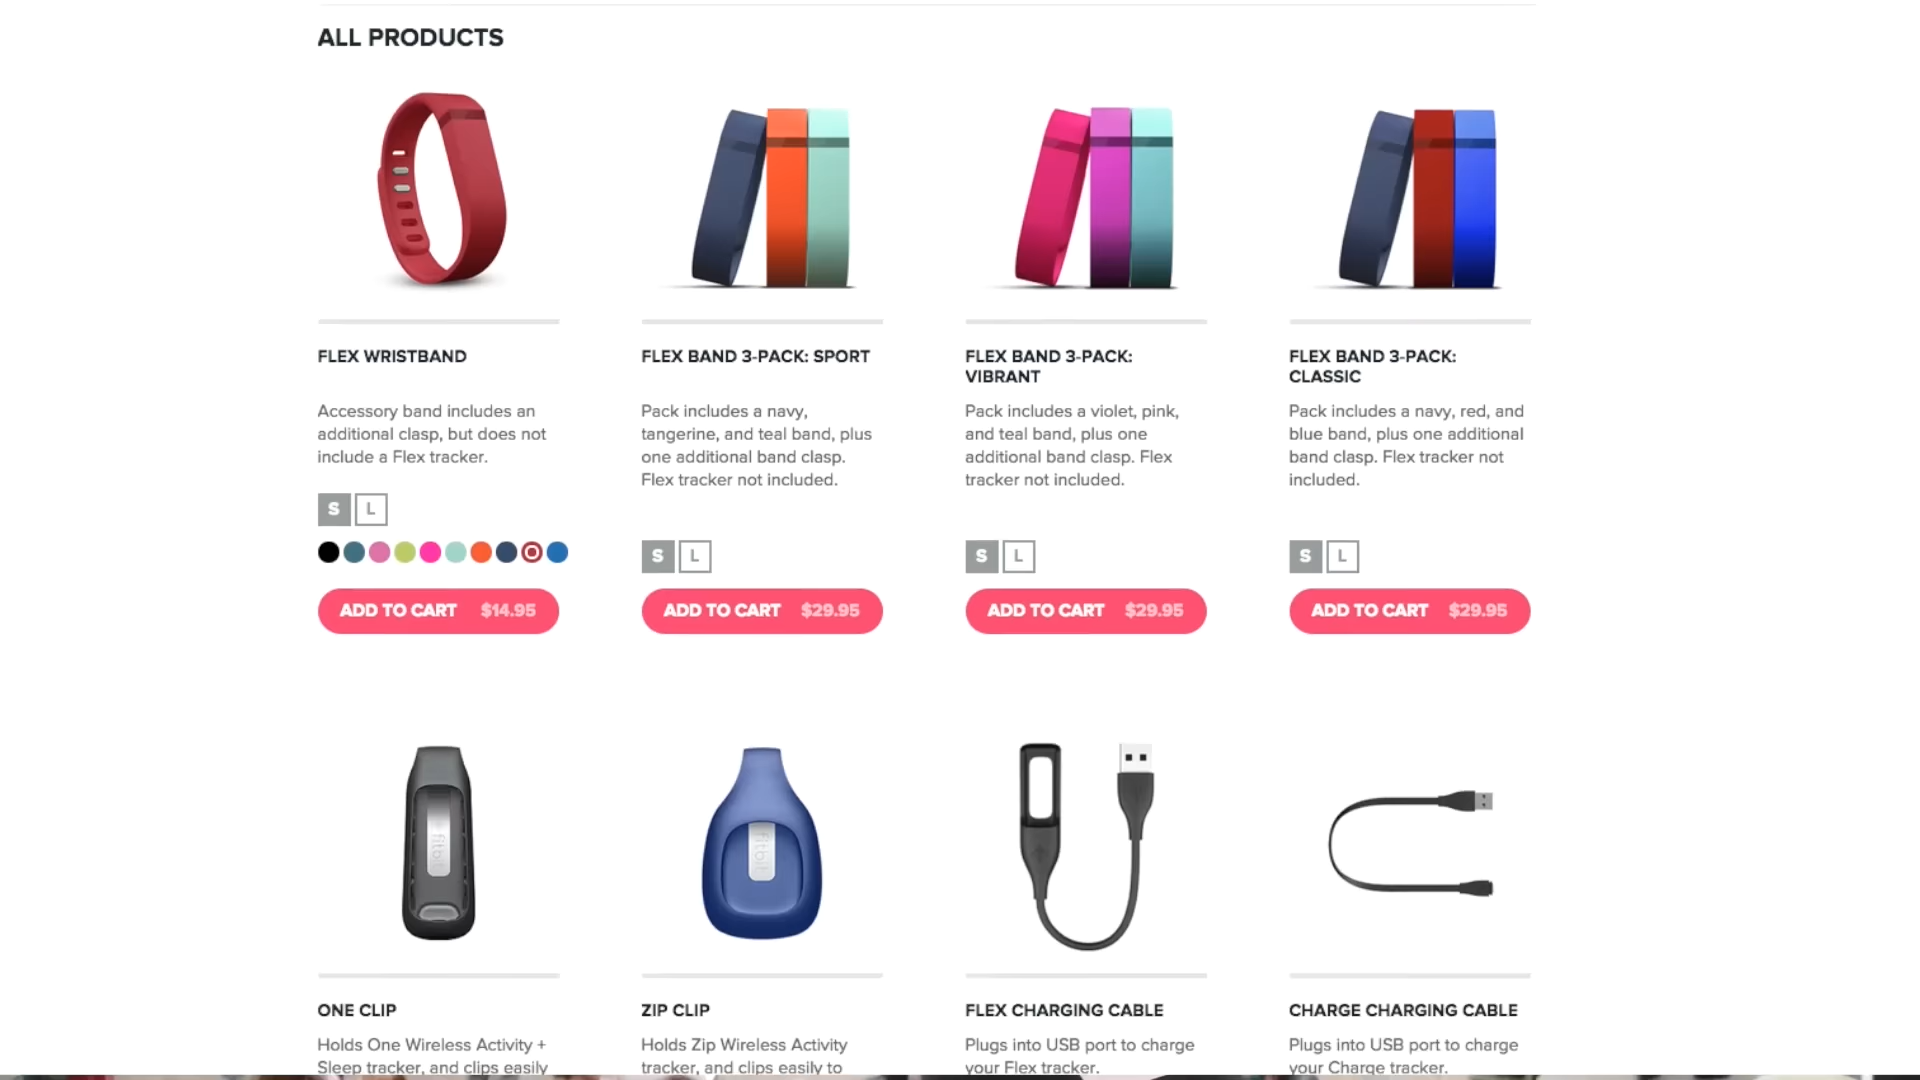 ALL PRODUCTS
FLEX WRISTBAND
Accessory band includes an
additional clasp, but does not
include a Flex tracker.
S L
ADD TO CART $14.95
FLEX BAND 3-PACK: SPORT
Pack includes a navy,
tangerine, and teal band, plus
one additional band clasp.
Flex tracker not included.
S L
ADD TO CART $29.95
FLEX BAND 3-PACK:
VIBRANT
Pack includes a violet, pink,
and teal band, plus one
additional band clasp. Flex
tracker not included.
S L
ADD TO CART $29.95
FLEX BAND 3-PACK:
CLASSIC
Pack includes a navy, red, and
blue band, plus one additional
band clasp. Flex tracker not
included.
S L
ADD TO CART $29.95
fitbit
ONE CLIP
Holds One Wireless Activity +
Sleep tracker, and clips easily
fitbit
ZIP CLIP
Holds Zip Wireless Activity
tracker, and clips easily to
FLEX CHARGING CABLE
Plugs into USB port to charge
your Flex tracker.
CHARGE CHARGING CABLE
Plugs into USB port to charge
your Charge tracker.